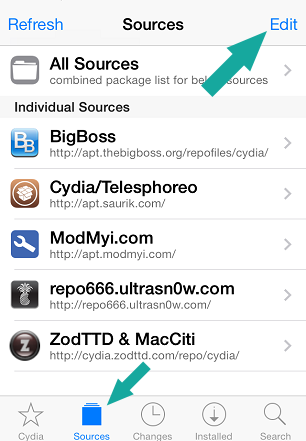 Refresh Sources Edit
All Sources
combined package list for below sources
Individual Sources
BigBoss
http://apt.thebigboss.org/repofiles/cydia/
Cydia/Telesphoreo
http://apt.saurik.com/
ModMyi.com
http://apt.modmyi.com/
repo666.ultrasn0w.com
http://repo666.ultrasn0w.com/
ZodTTD & MacCiti
http://cydia.zodttd.com/repo/cydia/
Cydia Sources Changes Installed Search